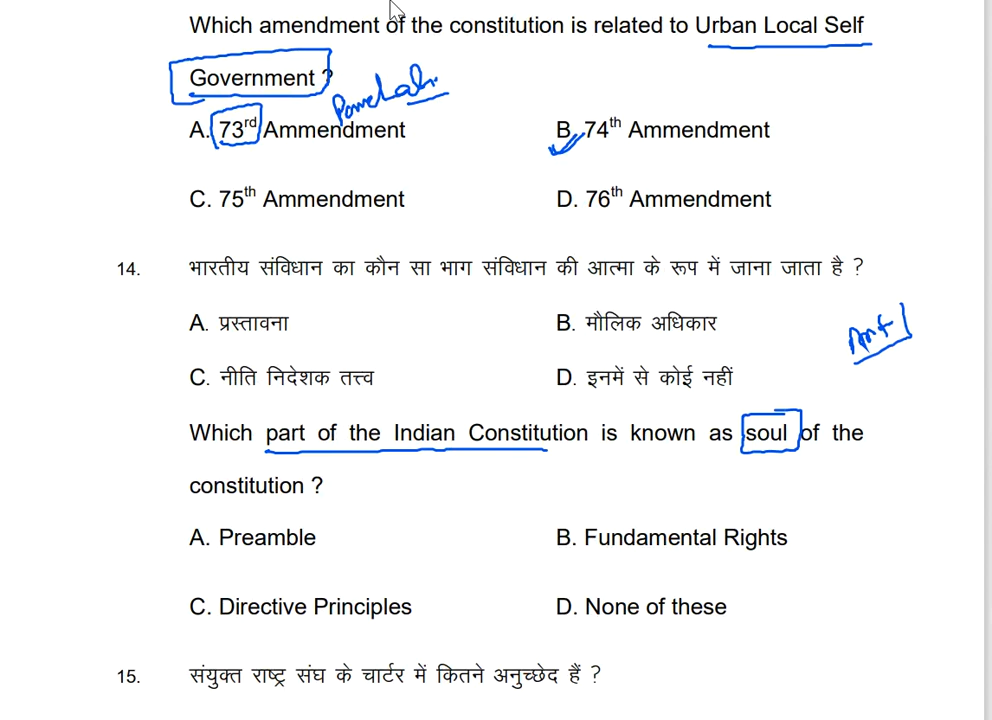 Which amendment of the constitution is related to Urban Local Self
Government ?
A. 73rd Ammendment B. 74th Ammendment
C. 75th Ammendment D. 76th Ammendment
14. भारतीय संविधान का कौन सा भाग संविधान की आत्मा के रूप में जाना जाता है ?
A. प्रस्तावना B. मौलिक अधिकार
C. नीति निदेशक तत्त्व D. इनमें से कोई नहीं
Which part of the Indian Constitution is known as soul of the
constitution ?
A. Preamble B. Fundamental Rights
C. Directive Principles D. None of these
15. संयुक्त राष्ट्र संघ के चार्टर में कितने अनुच्छेद हैं ?